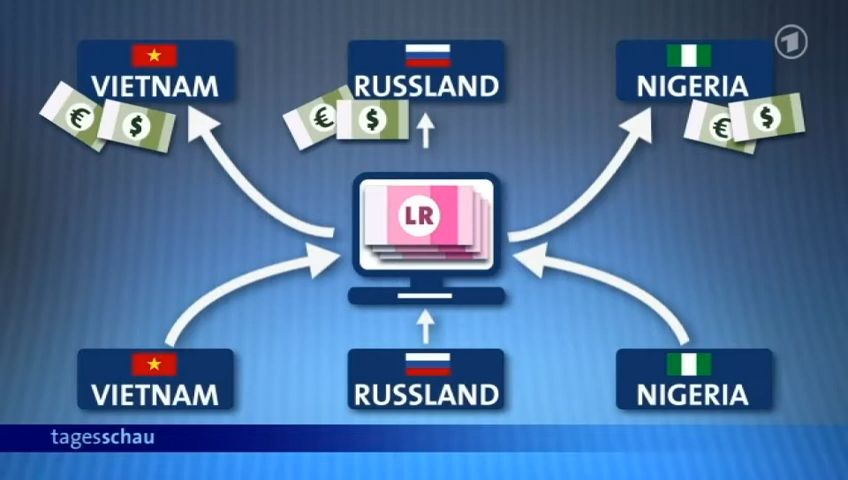 VIETNAM
RUSSLAND
NIGERIA
1
€ $
€ $
€ $
LR
VIETNAM
RUSSLAND
NIGERIA
tagesschau